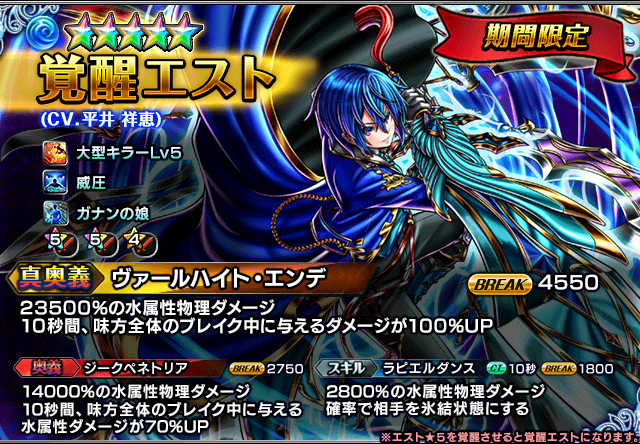 期間限定
覚醒エスト
(CV.平井 祥恵)
大型キラーLv5
威圧
ガナンの娘
5 5 4
真奥義 ヴァールハイト・エンデ BREAK 4550
23500%の水属性物理ダメージ
10秒間、味方全体のブレイク中に与えるダメージが100%UP
奥義 ジークペネトリア BREAK 2750
14000%の水属性物理ダメージ
10秒間、味方全体の与える
水属性ダメージが70%UP
スキル ラピエルダンス CT 10秒 BREAK 1800
2800%の水属性物理ダメージ
確率で相手を氷結状態にする
※エスト★5を覚醒させると覚醒エストになります。